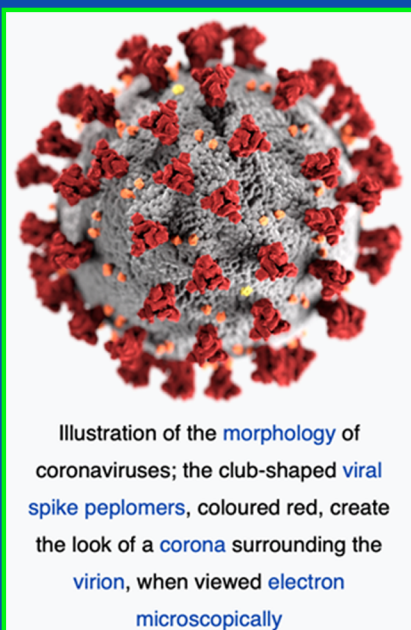 Illustration of the morphology of
coronaviruses; the club-shaped viral
spike peplomers, coloured red, create
the look of a corona surrounding the
virion, when viewed electron
microscopically